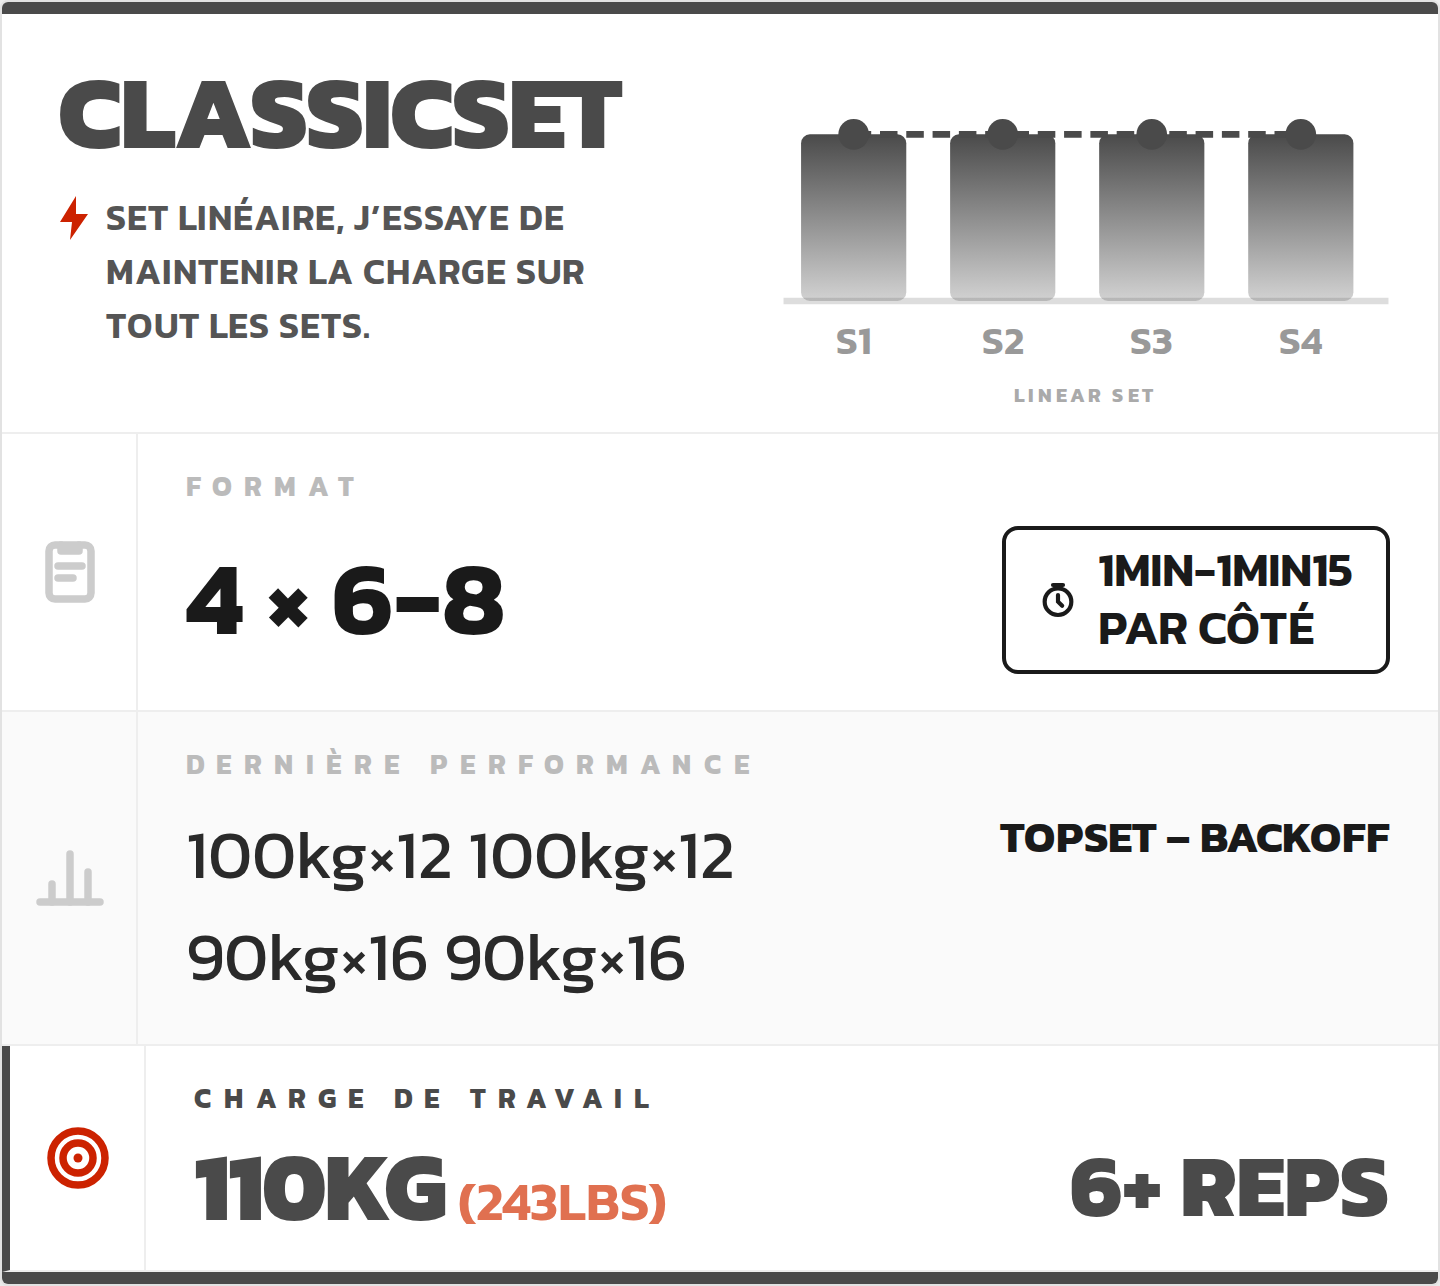 CLASSICSET
SET LINÉAIRE, J’ESSAYE DE
MAINTENIR LA CHARGE SUR
TOUT LES SETS.
S1 S2 S3 S4
LINEAR SET
FORMAT
4 × 6–8
1MIN–1MIN15
PAR CÔTÉ
DERNIÈRE PERFORMANCE
100kg×12 100kg×12
90kg×16 90kg×16
TOPSET – BACKOFF
CHARGE DE TRAVAIL
110KG (243LBS)
6+ REPS